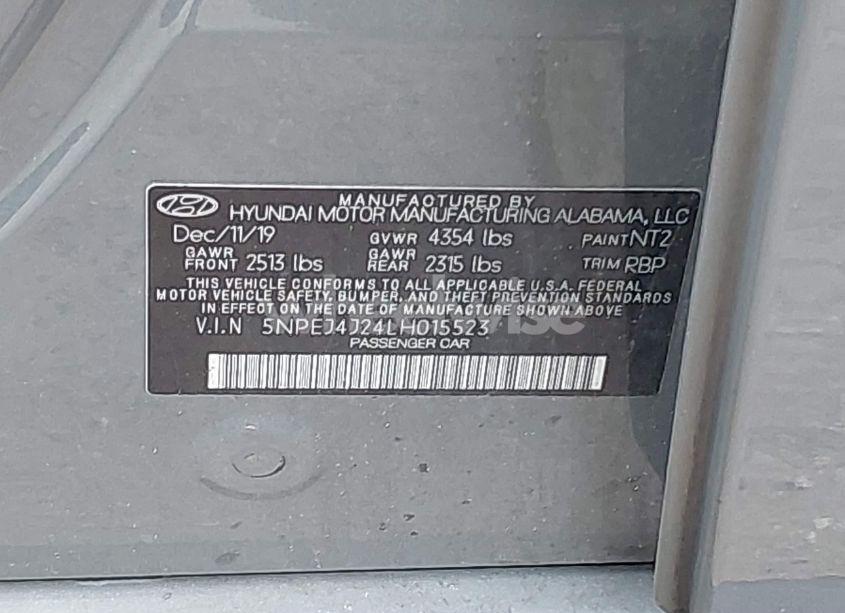 MANUFACTURED BY
HYUNDAI MOTOR MANUFACTURING ALABAMA, LLC
Dec/11/19 GVWR 4354 lbs PAINT NT2
GAWR FRONT 2513 lbs GAWR REAR 2315 lbs TRIM RBP
THIS VEHICLE CONFORMS TO ALL APPLICABLE U.S.A. FEDERAL
MOTOR VEHICLE SAFETY, BUMPER, AND THEFT PREVENTION STANDARDS
IN EFFECT ON THE DATE OF MANUFACTURE SHOWN ABOVE.
V.I.N 5NPEJ4J24LH015523
PASSENGER CAR